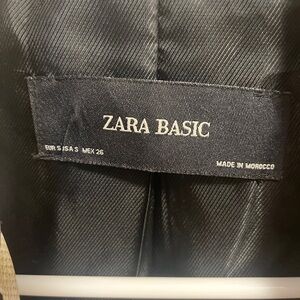 ZARA BASIC
EUR S USA S MEX 26
MADE IN MOROCCO